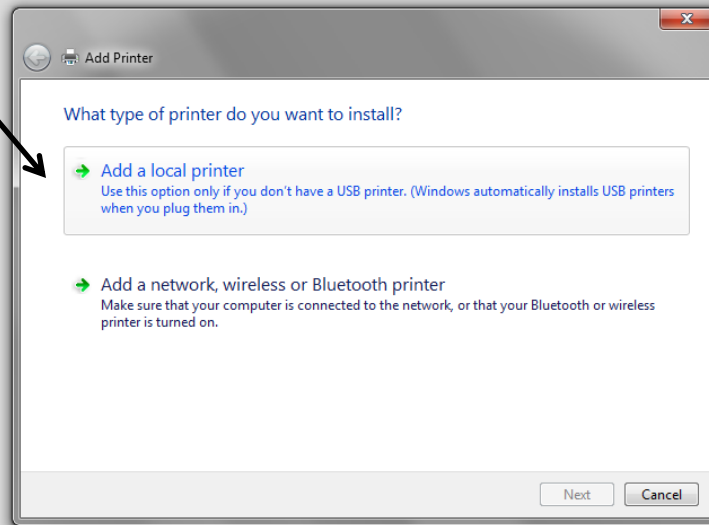 Add Printer
What type of printer do you want to install?
Add a local printer
Use this option only if you don't have a USB printer. (Windows automatically installs USB printers
when you plug them in.)
Add a network, wireless or Bluetooth printer
Make sure that your computer is connected to the network, or that your Bluetooth or wireless
printer is turned on.
Next
Cancel